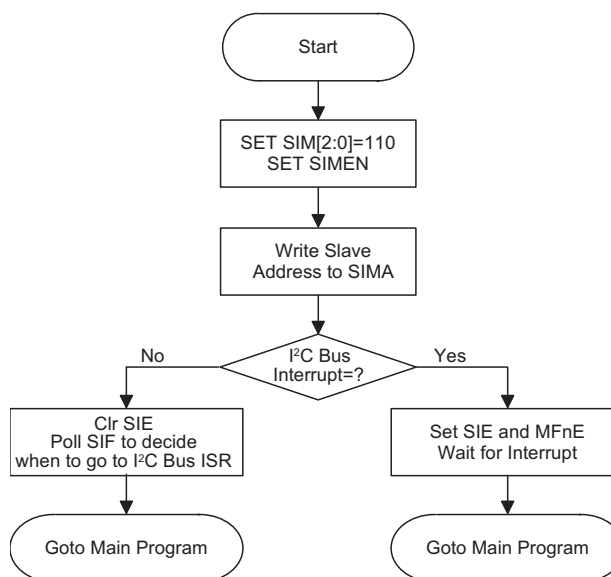 Start
SET SIM[2:0]=110
SET SIMEN
Write Slave
Address to SIMA
I²C Bus
Interrupt=?
No
Yes
Clr SIE
Poll SIF to decide
when to go to I²C Bus ISR
Set SIE and MFnE
Wait for Interrupt
Goto Main Program
Goto Main Program